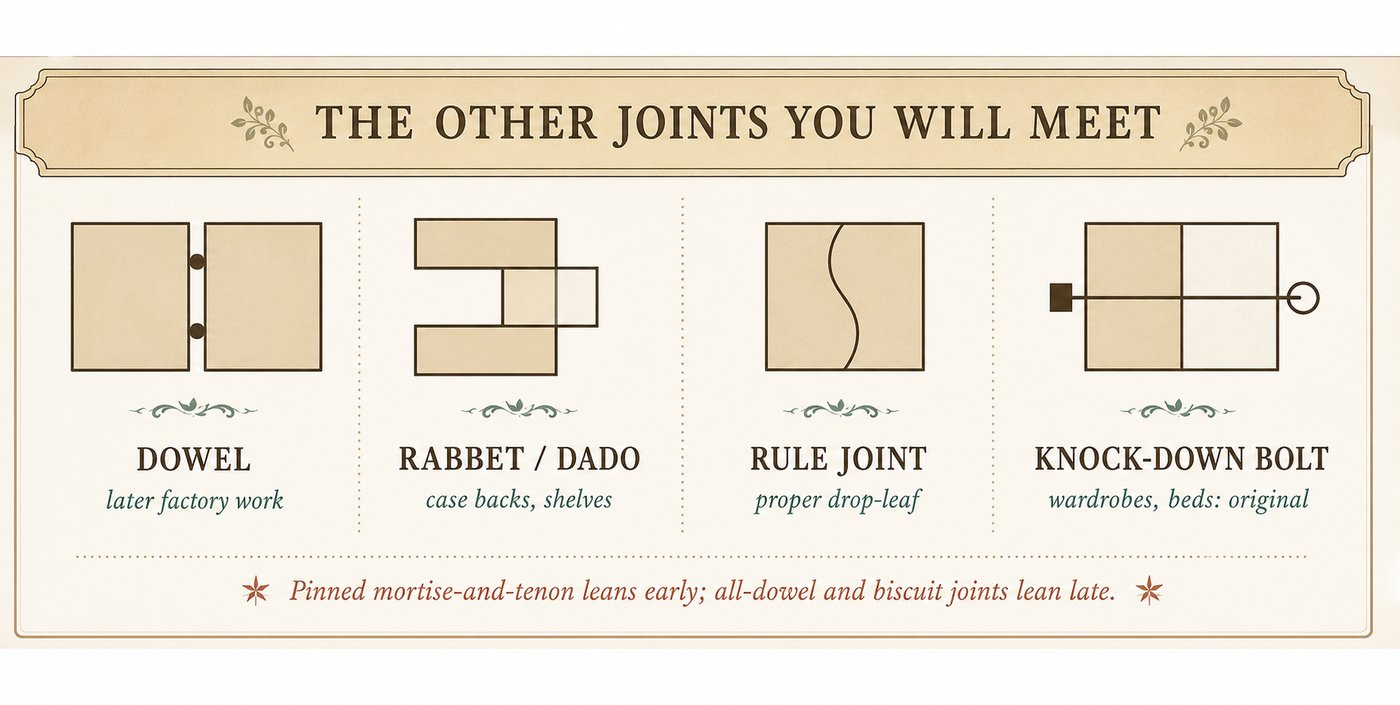 THE OTHER JOINTS YOU WILL MEET
DOWEL
later factory work
RABBET / DADO
case backs, shelves
RULE JOINT
proper drop-leaf
KNOCK-DOWN BOLT
wardrobes, beds: original
Pinned mortise-and-tenon leans early; all-dowel and biscuit joints lean late.